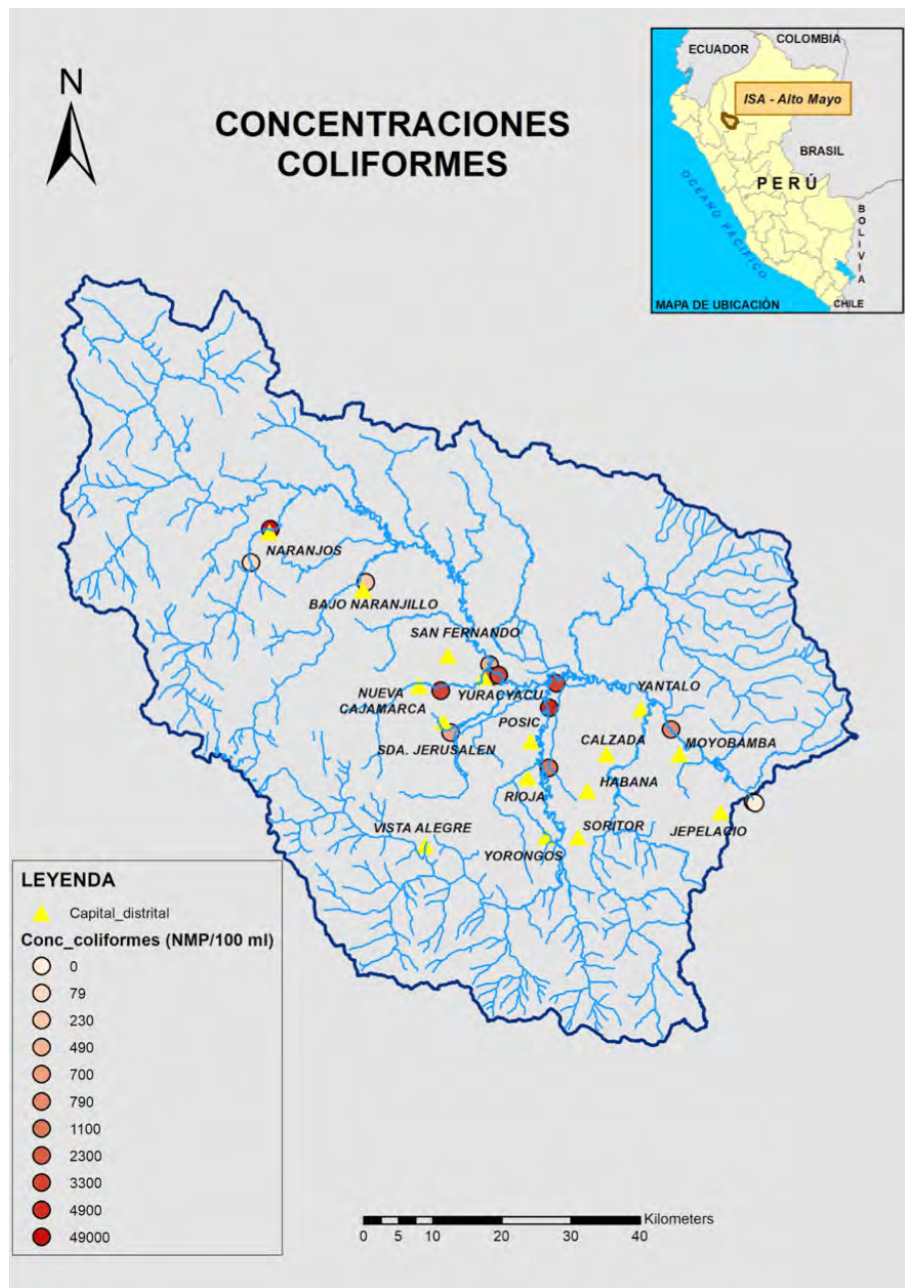 ECUADOR
COLOMBIA
ISA - Alto Mayo
BRASIL
PERÚ
OCEANO PACIFICO
BOLIVIA
MAPA DE UBICACIÓN
CHILE
N
CONCENTRACIONES
COLIFORMES
NARANJOS
BAJO NARANJILLO
SAN FERNANDO
NUEVA
CAJAMARCA
YURACYACU
YANTALO
POSIC
CALZADA
MOYOBAMBA
SDA. JERUSALEN
RIOJA
HABANA
VISTA ALEGRE
SORITOR
JEPELACIO
YORONGOS
LEYENDA
Capital_distrital
Conc_coliformes (NMP/100 ml)
0
79
230
490
700
790
1100
2300
3300
4900
49000
Kilometers
0 5 10 20 30 40